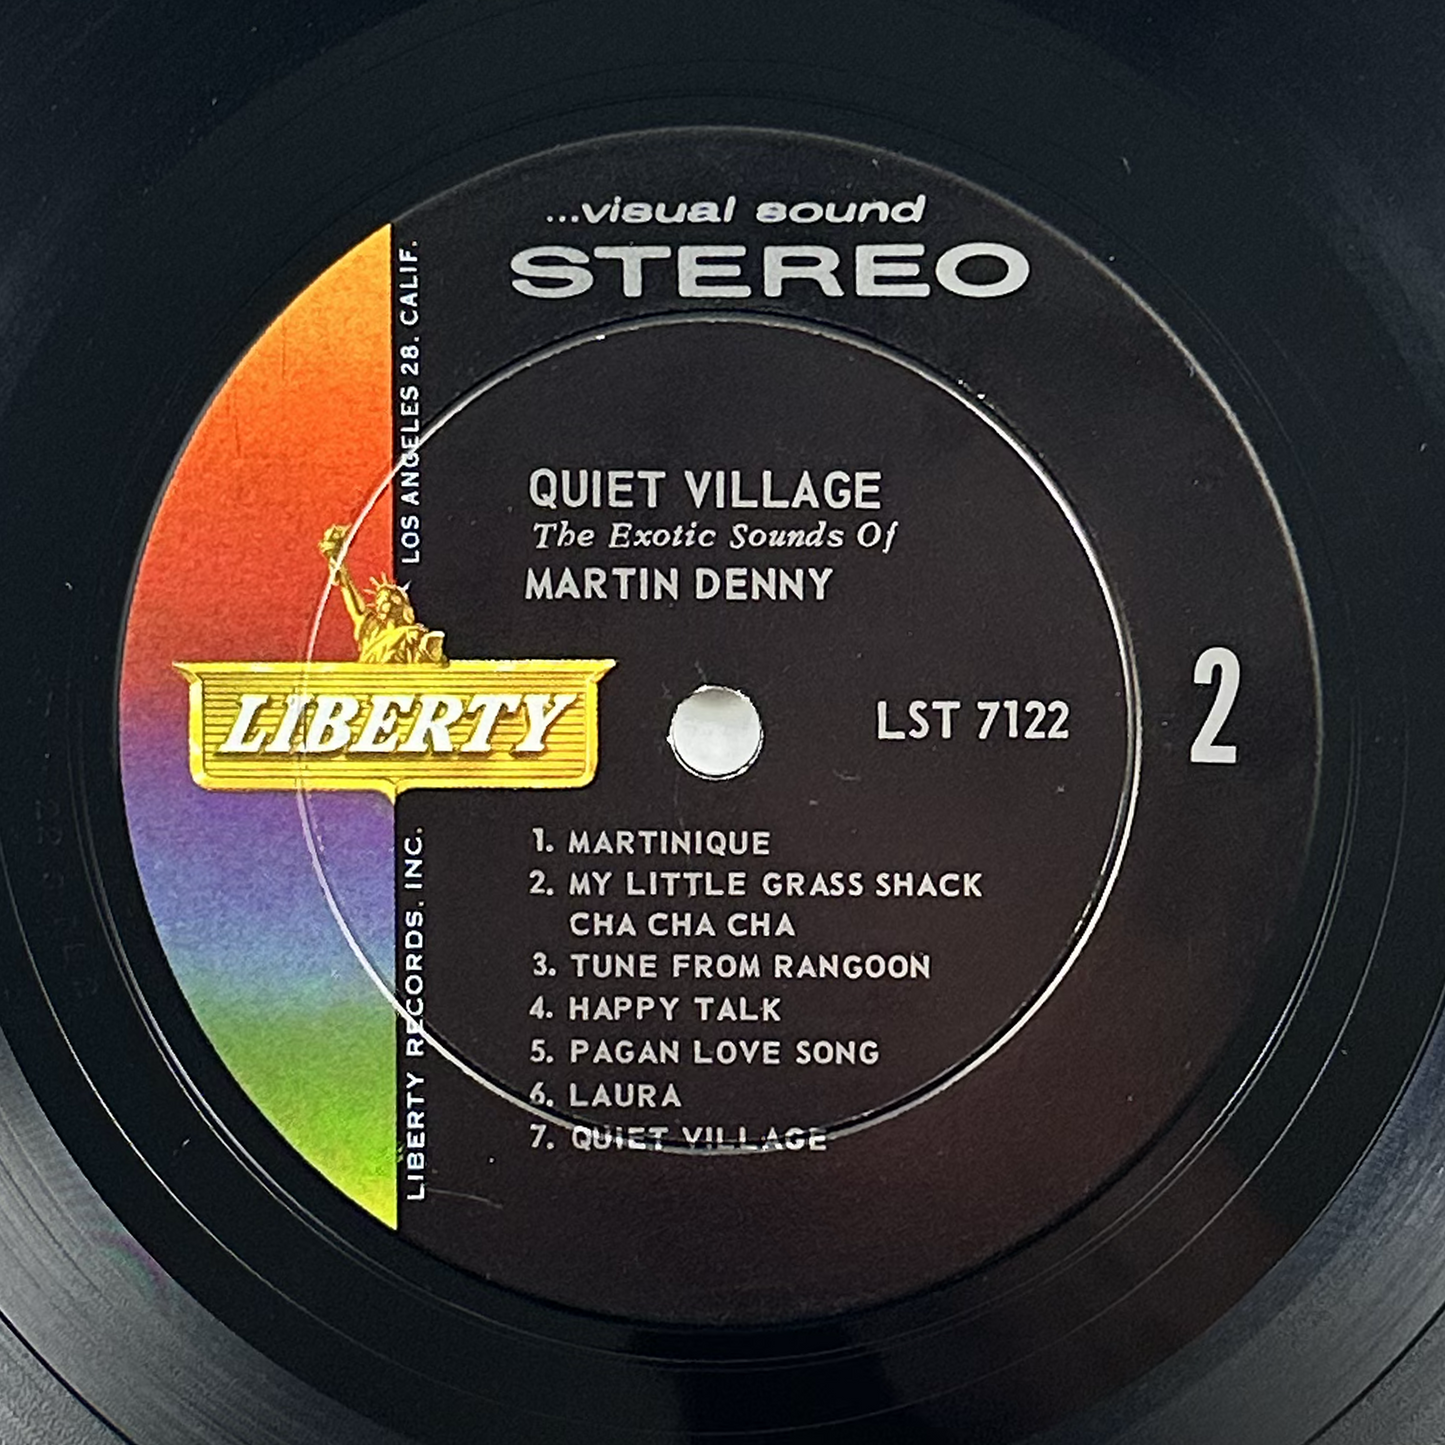 ...visual sound
STEREO
LOS ANGELES 28. CALIF.
QUIET VILLAGE
The Exotic Sounds Of
MARTIN DENNY
LIBERTY
LST 7122
2
LIBERTY RECORDS. INC.
1. MARTINIQUE
2. MY LITTLE GRASS SHACK
CHA CHA CHA
3. TUNE FROM RANGOON
4. HAPPY TALK
5. PAGAN LOVE SONG
6. LAURA
7. QUIET VILLAGE